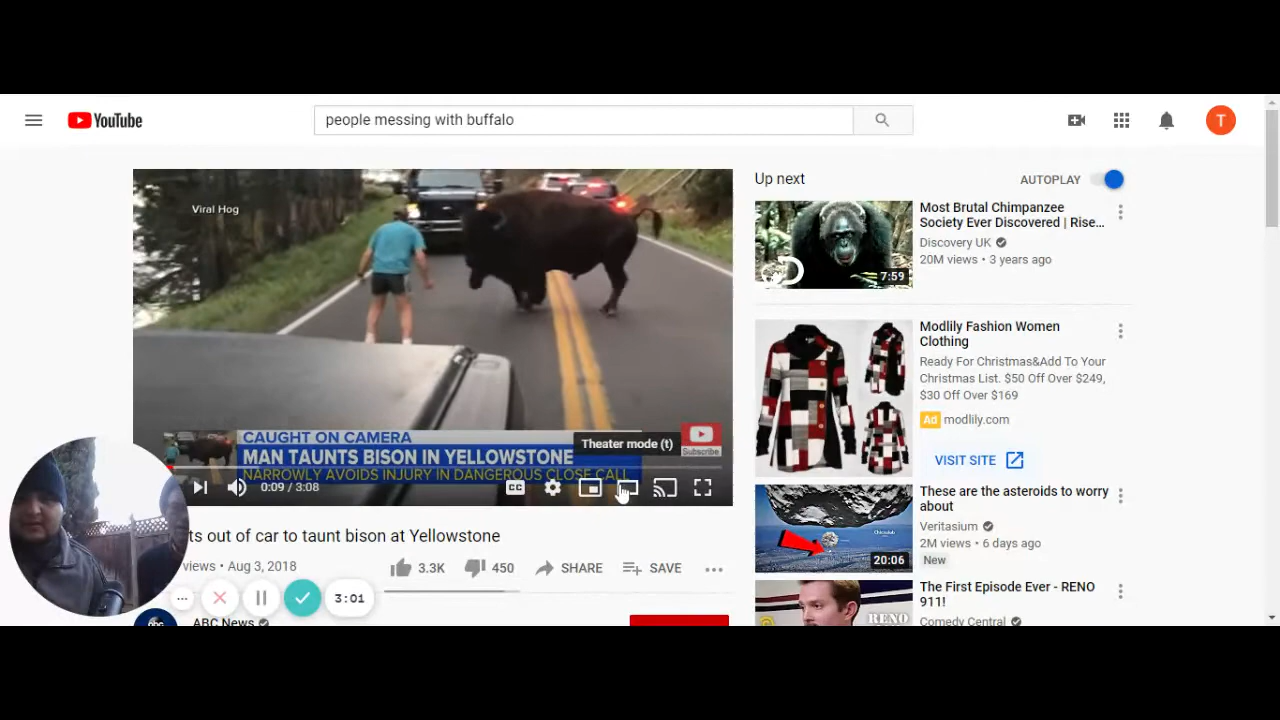 YouTube
people messing with buffalo
T
Viral Hog
CAUGHT ON CAMERA
MAN TAUNTS BISON IN YELLOWSTONE
NARROWLY AVOIDS INJURY IN DANGEROUS CLOSE CALL
Subscribe
Theater mode (t)
0:09 / 3:08
CC
ts out of car to taunt bison at Yellowstone
views • Aug 3, 2018
3.3K
450
SHARE
SAVE
3:01
abc
ABC News
Up next
AUTOPLAY
Most Brutal Chimpanzee
Society Ever Discovered | Rise...
Discovery UK
20M views • 3 years ago
7:59
Modlily Fashion Women
Clothing
Ready For Christmas&Add To Your
Christmas List. $50 Off Over $249,
$30 Off Over $169
Ad modlily.com
VISIT SITE
These are the asteroids to worry
about
Veritasium
2M views • 6 days ago
New
20:06
The First Episode Ever - RENO
911!
Comedy Central
RENO